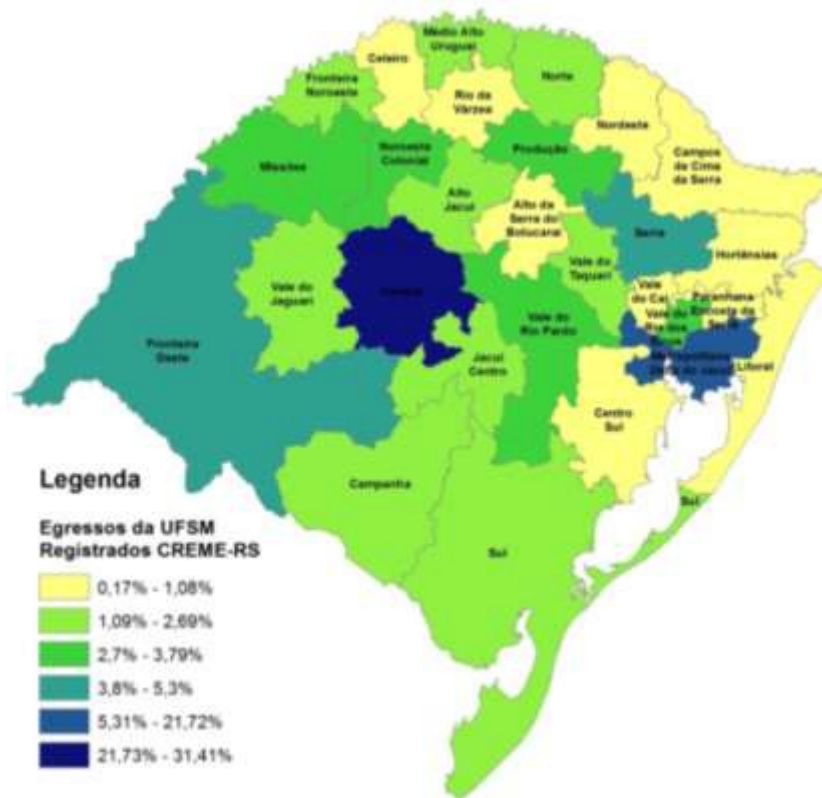 Médio Alto
Uruguai
Celeiro
Norte
Fronteira
Noroeste
Rio da
Várzea
Nordeste
Missões
Noroeste
Colonial
Produção
Campos
de Cima
da Serra
Alto
Jacuí
Alto da
Serra do
Botucaraí
Serra
Hortênsias
Vale do
Taquari
Vale do
Jaguari
Vale
do Caí
Paranhana
Encosta da
Serra
Vale do
Rio dos
Vale do
Rio Pardo
Fronteira
Oeste
Jacuí
Centro
Litoral
Centro
Sul
Campanha
Sul
Sul
Legenda
Egressos da UFSM
Registrados CREME-RS
0,17% - 1,08%
1,09% - 2,69%
2,7% - 3,79%
3,8% - 5,3%
5,31% - 21,72%
21,73% - 31,41%